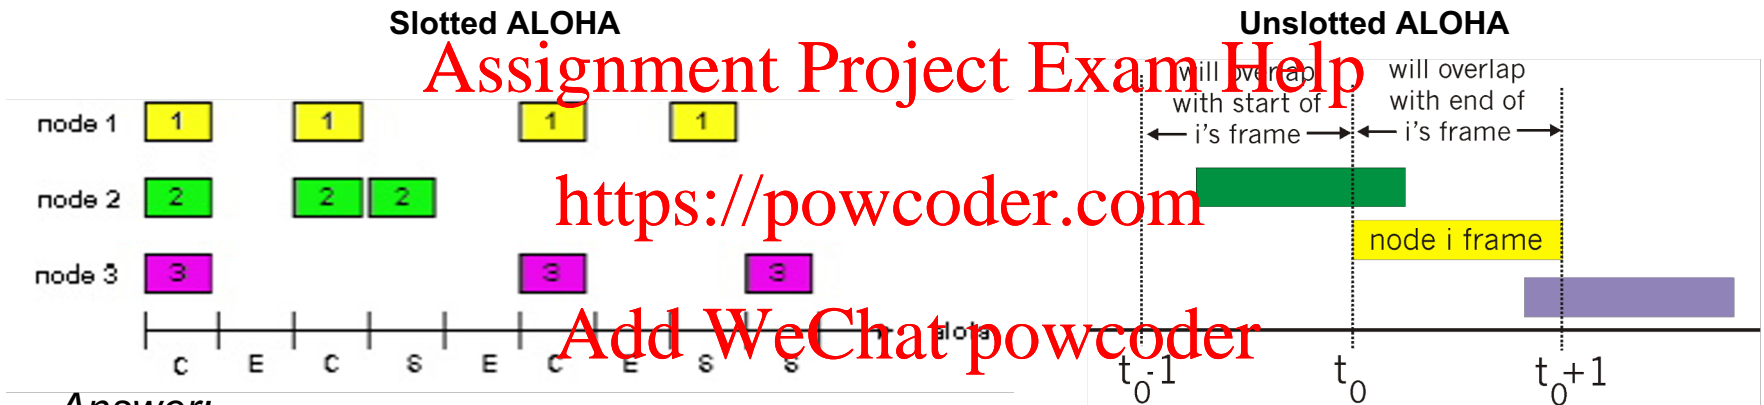 Slotted ALOHA
Unslotted ALOHA
Assignment Project Exam Help
will overlap
with start of
i's frame
will overlap
with end of
i's frame
node 1 1 1 1 1
node 2 2 2 2
https://powcoder.com
node i frame
node 3 3 3 3
Add WeChat powcoder
C E C S E C E S S
t0-1
t0
t0+1
Answer: